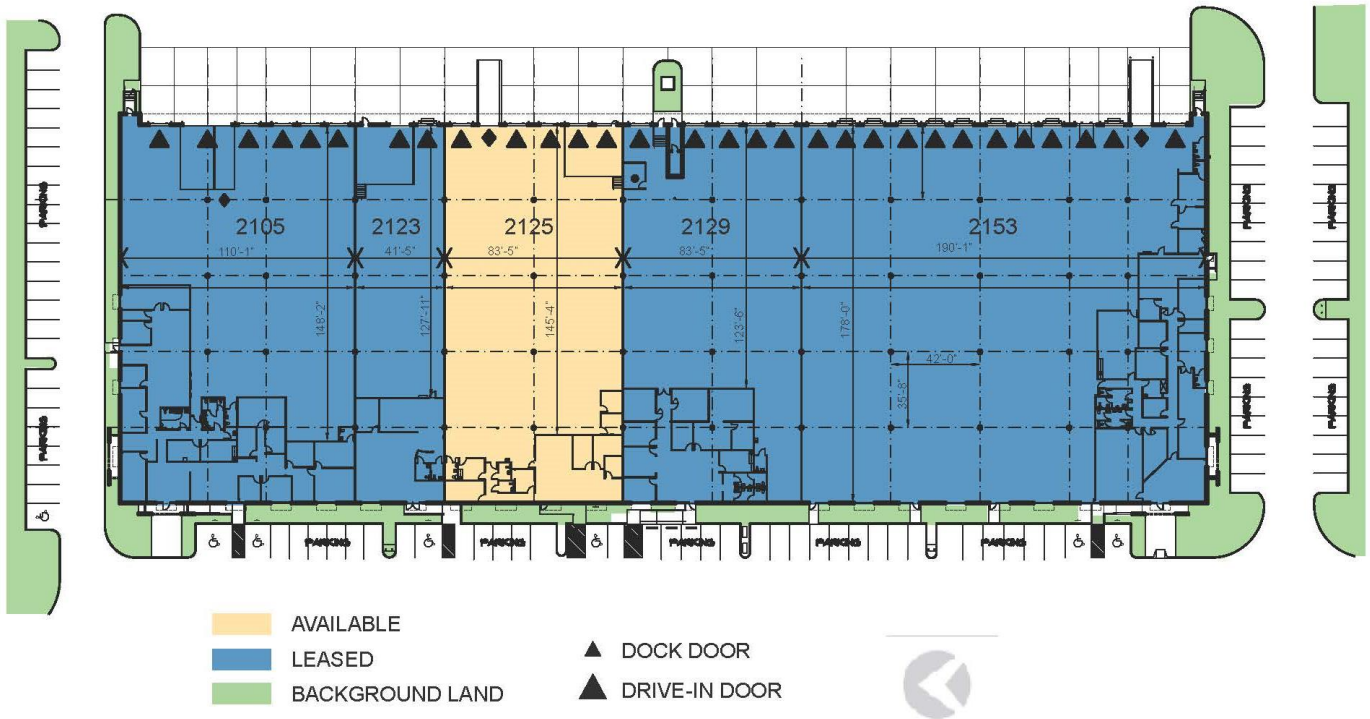 2105
2123
2125
2129
2153
110'-1"
41'-5"
83'-5"
83'-5"
190'-1"
148'-2"
127'-11"
145'-4"
123'-6"
178'-0"
42'-0"
35'-8"
PARKING
PARKING
PARKING
PARKING
PARKING
PARKING
PARKING
PARKING
PARKING
PARKING
PARKING
AVAILABLE
LEASED
BACKGROUND LAND
DOCK DOOR
DRIVE-IN DOOR